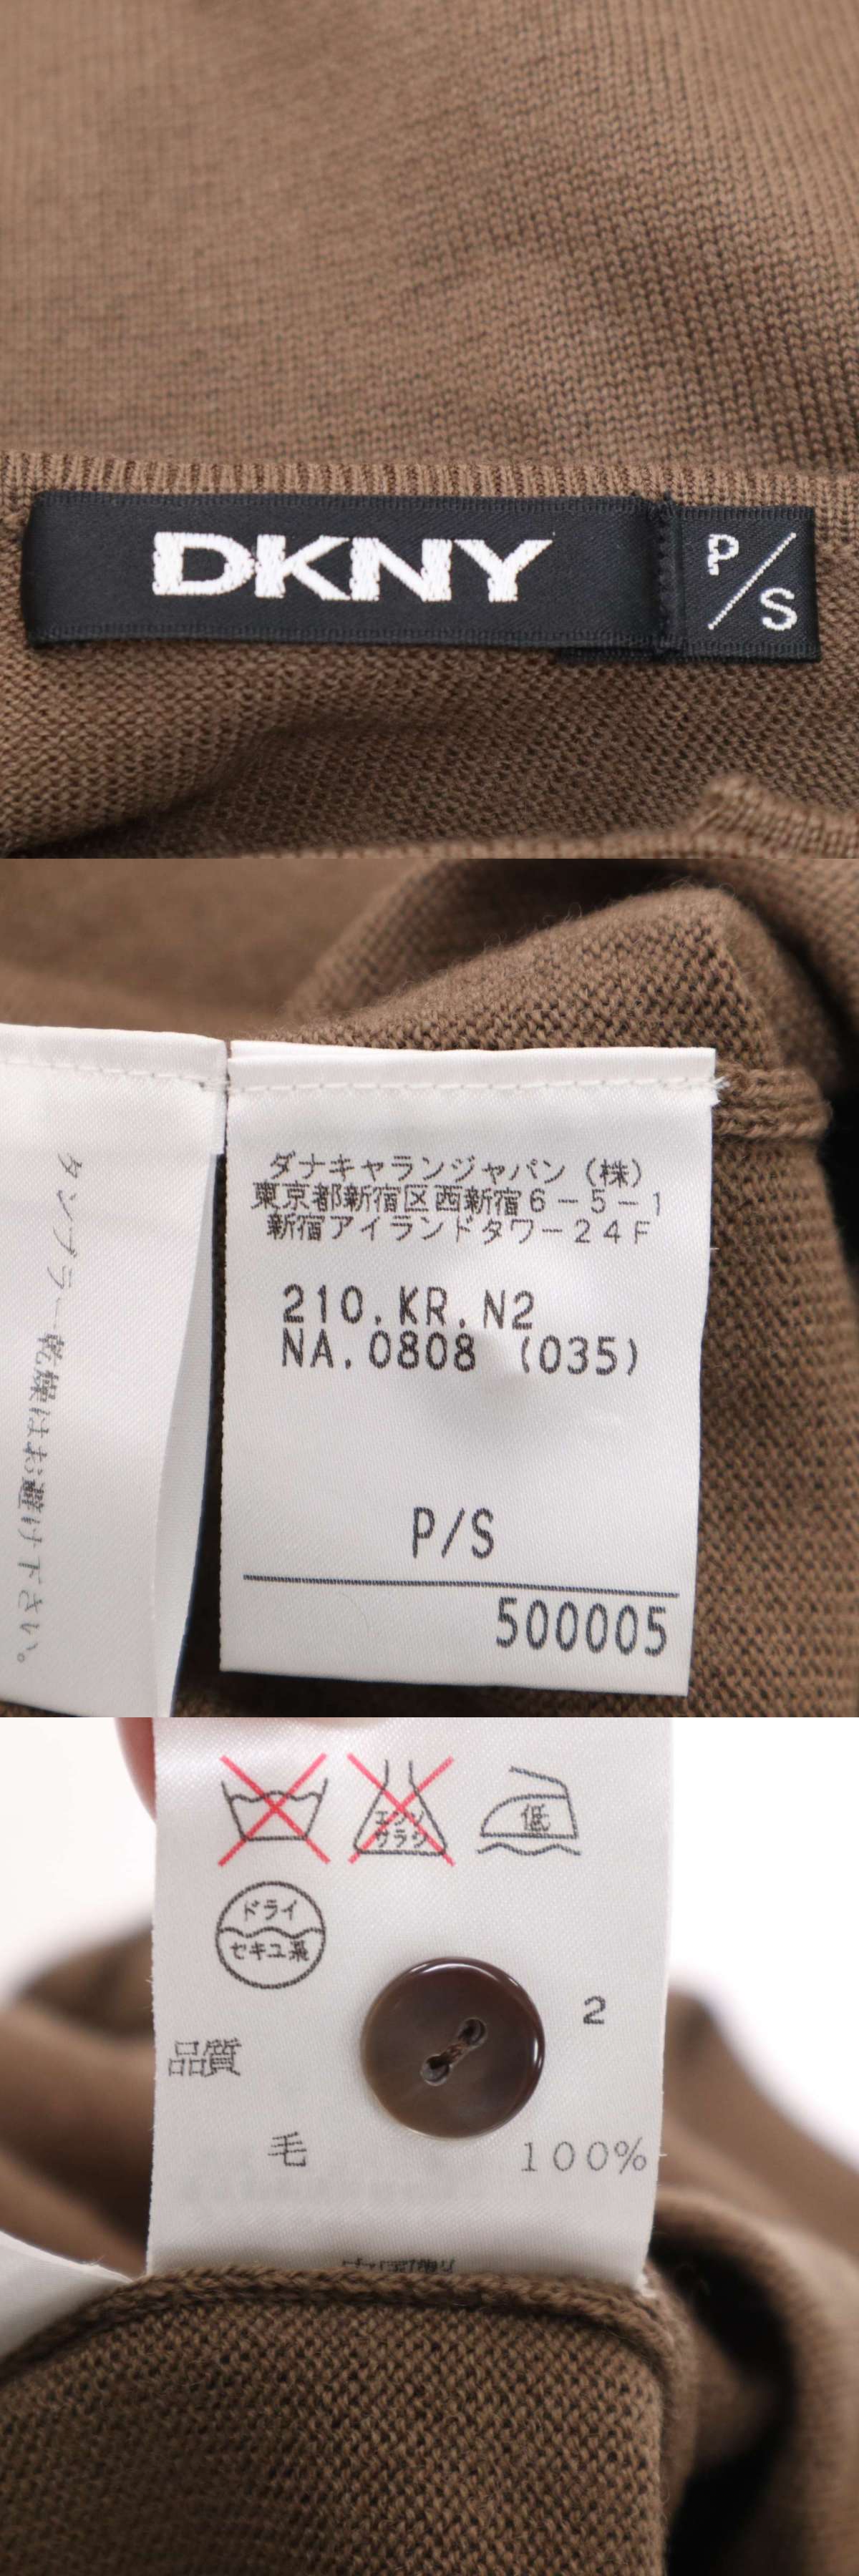 DKNY
P/S
ダナキャランジャパン（株）
東京都新宿区西新宿6-5-1
新宿アイランドタワー24F
210.KR.N2
NA.0808 (035)
P/S
500005
タンブラー乾燥はお避け下さい。
エンソ
サラシ
低
ドライ
セキユ系
2
品質
毛 100%